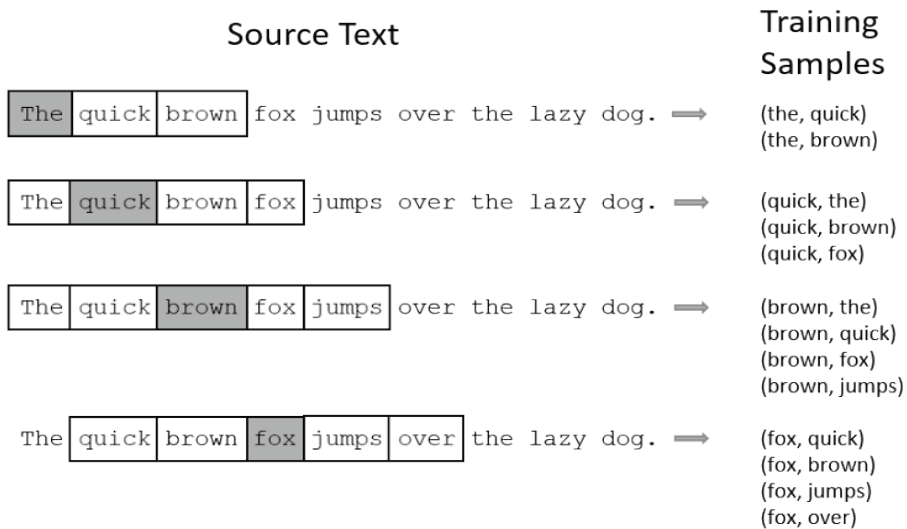 Source Text
Training
Samples
The quick brown fox jumps over the lazy dog.
(the, quick)
(the, brown)
The quick brown fox jumps over the lazy dog.
(quick, the)
(quick, brown)
(quick, fox)
The quick brown fox jumps over the lazy dog.
(brown, the)
(brown, quick)
(brown, fox)
(brown, jumps)
The quick brown fox jumps over the lazy dog.
(fox, quick)
(fox, brown)
(fox, jumps)
(fox, over)